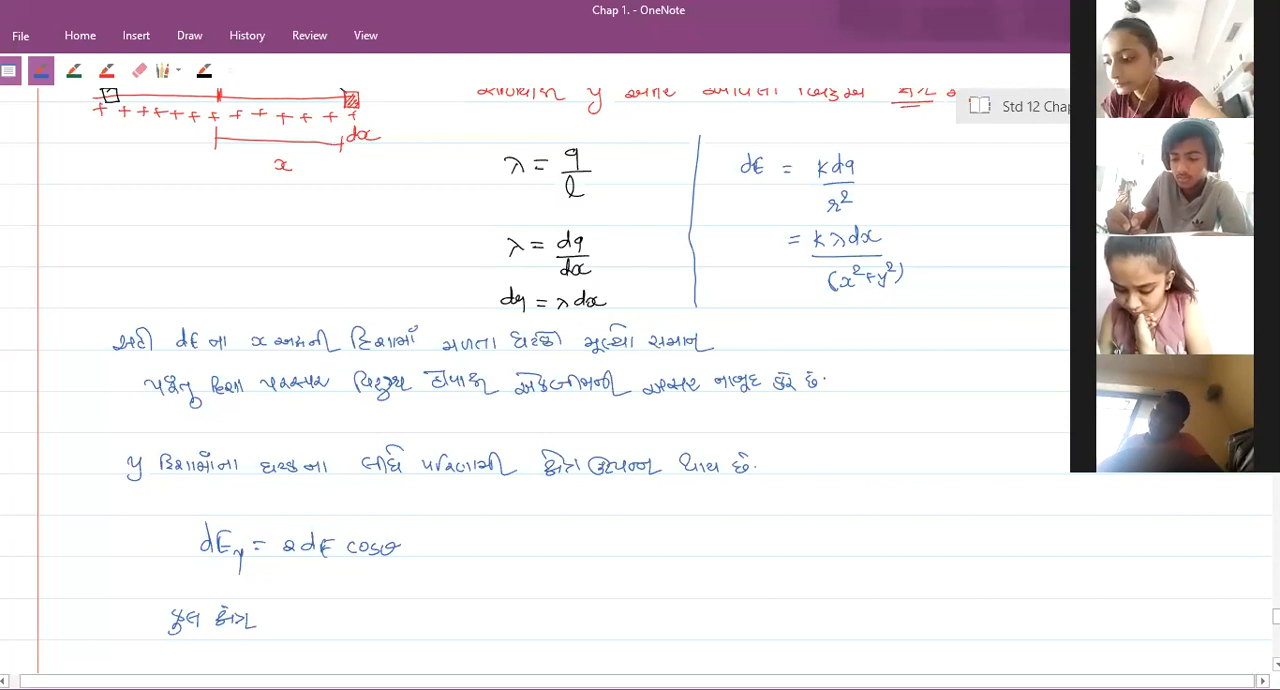 Chap 1. - OneNote
File Home Insert Draw History Review View
y અંતરે
Std 12 Chap
+ + + + + + + + + + + +
dx
x
λ = q/l
dE = kdq/r²
λ = dq/dx
= kλdx/(x²+y²)
dq = λdx
અહી dE ના x અક્ષની દિશામાં મળતા ઘટકો મૂલ્યો સમાન
પરંતુ દિશા પરસ્પર વિરુધ્ધ હોવાથી એકબીજાની અસર નાબૂદ કરે છે.
y દિશામાંના ઘટકના લીધે પરિણામી ક્ષેત્ર ઉત્પન્ન થાય છે.
dEy = 2dE cosθ
કુલ ક્ષેત્ર